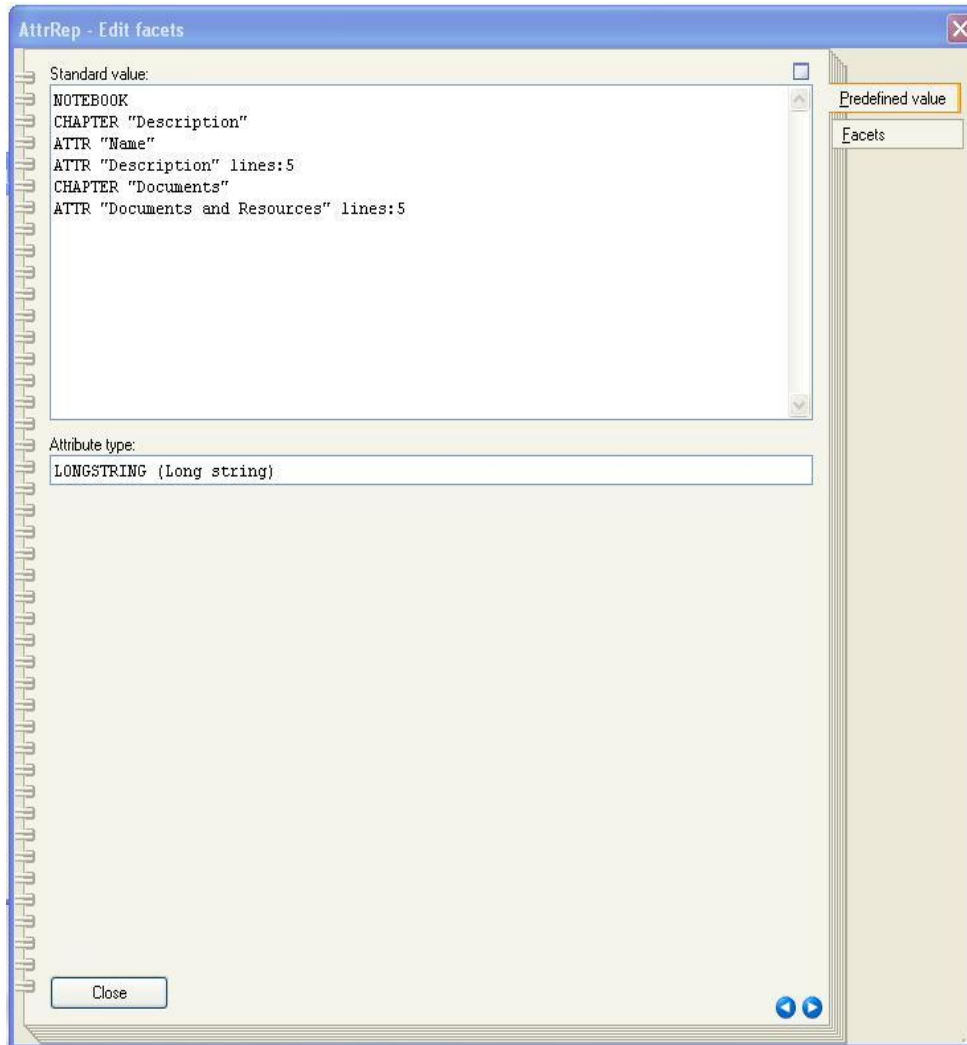 AttrRep - Edit facets
Standard value:
NOTEBOOK
CHAPTER "Description"
ATTR "Name"
ATTR "Description" lines:5
CHAPTER "Documents"
ATTR "Documents and Resources" lines:5
Predefined value
Facets
Attribute type:
LONGSTRING (Long string)
Close